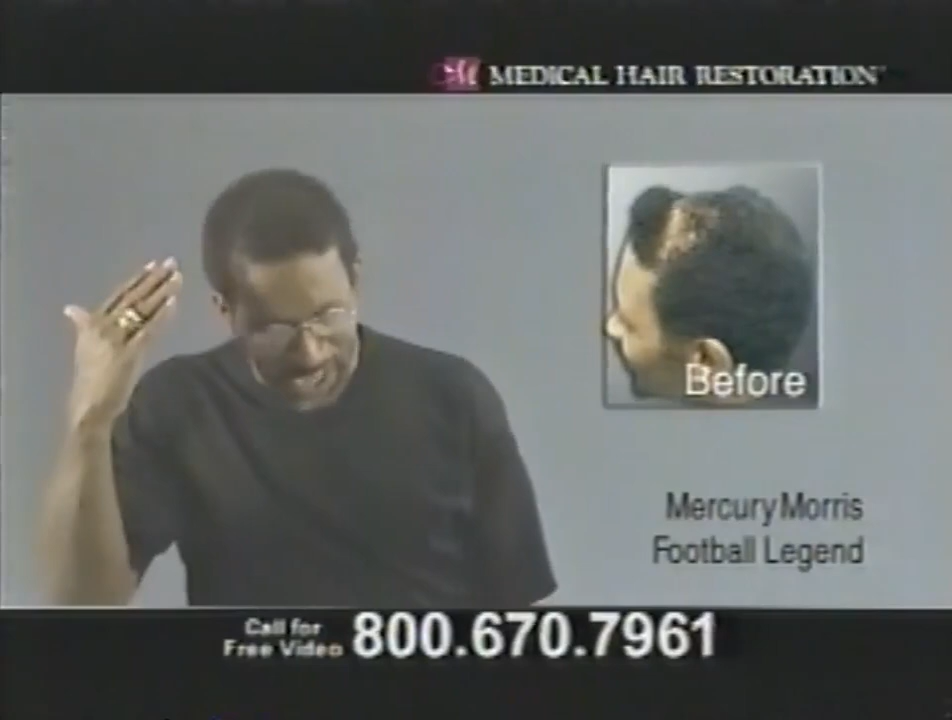 M MEDICAL HAIR RESTORATION
Before
Mercury Morris
Football Legend
Call for
Free Video
800.670.7961